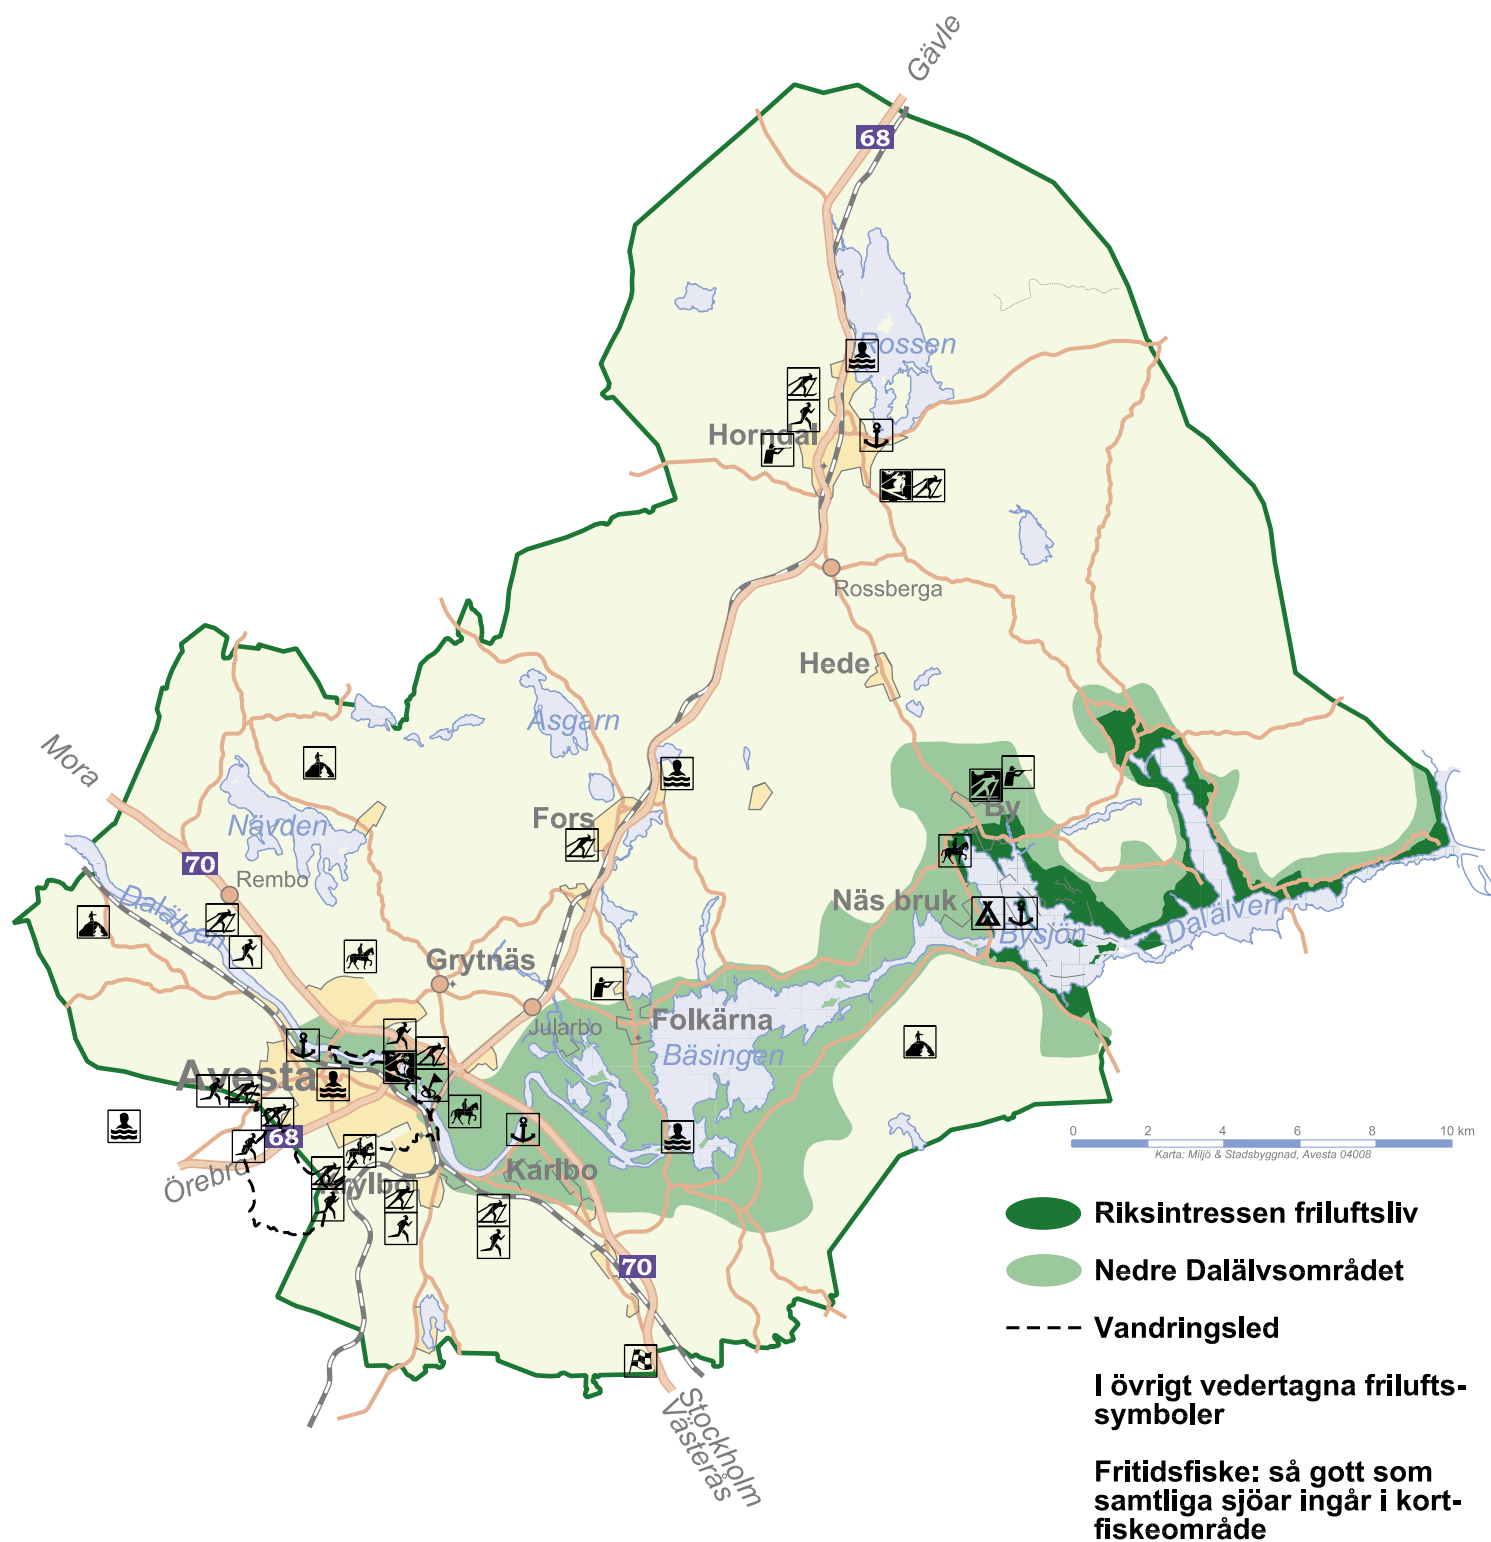 Gävle
68
Rossen
Horndal
Rossberga
Hede
Åsgarn
Mora
Nävden
Fors
By
70
Rembo
Dalälven
Näs bruk
Bysjön
Dalälven
Grytnäs
Jularbo
Folkärna
Bäsingen
Avesta
68
Örebro
Karlbo
Krylbo
70
Stockholm
Västerås
0 2 4 6 8 10 km
Karta: Miljö & Stadsbyggnad, Avesta 04008
Riksintressen friluftsliv
Nedre Dalälvsområdet
Vandringsled
I övrigt vedertagna frilufts-
symboler
Fritidsfiske: så gott som
samtliga sjöar ingår i kort-
fiskeområde